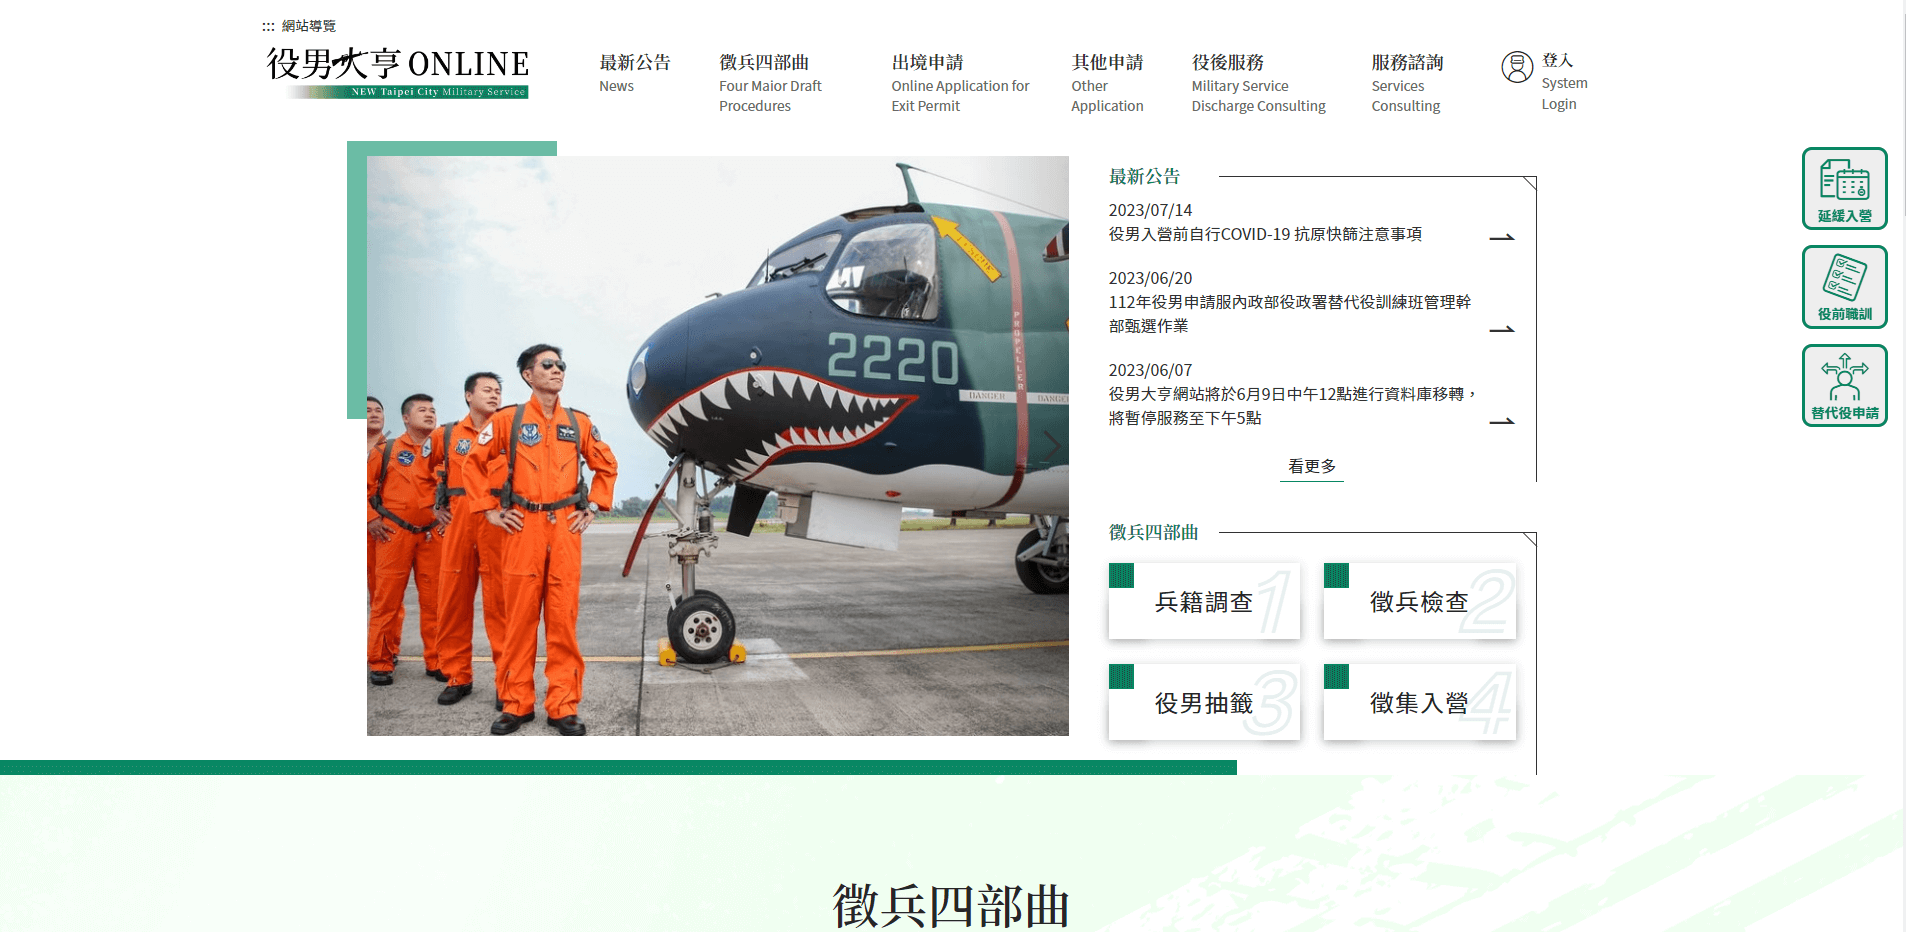 ::: 網站導覽
役男大亨 ONLINE
NEW Taipei City Military Service
最新公告
News
徵兵四部曲
Four Maior Draft
Procedures
出境申請
Online Application for
Exit Permit
其他申請
Other
Application
役後服務
Military Service
Discharge Consulting
服務諮詢
Services
Consulting
登入
System
Login
2220
PROPELLER
DANGER
DANGER
最新公告
2023/07/14
役男入營前自行COVID-19 抗原快篩注意事項
2023/06/20
112年役男申請服內政部役政署替代役訓練班管理幹
部甄選作業
2023/06/07
役男大亨網站將於6月9日中午12點進行資料庫移轉，
將暫停服務至下午5點
看更多
徵兵四部曲
兵籍調查 1
徵兵檢查 2
役男抽籤 3
徵集入營 4
延緩入營
役前職訓
替代役申請
徵兵四部曲